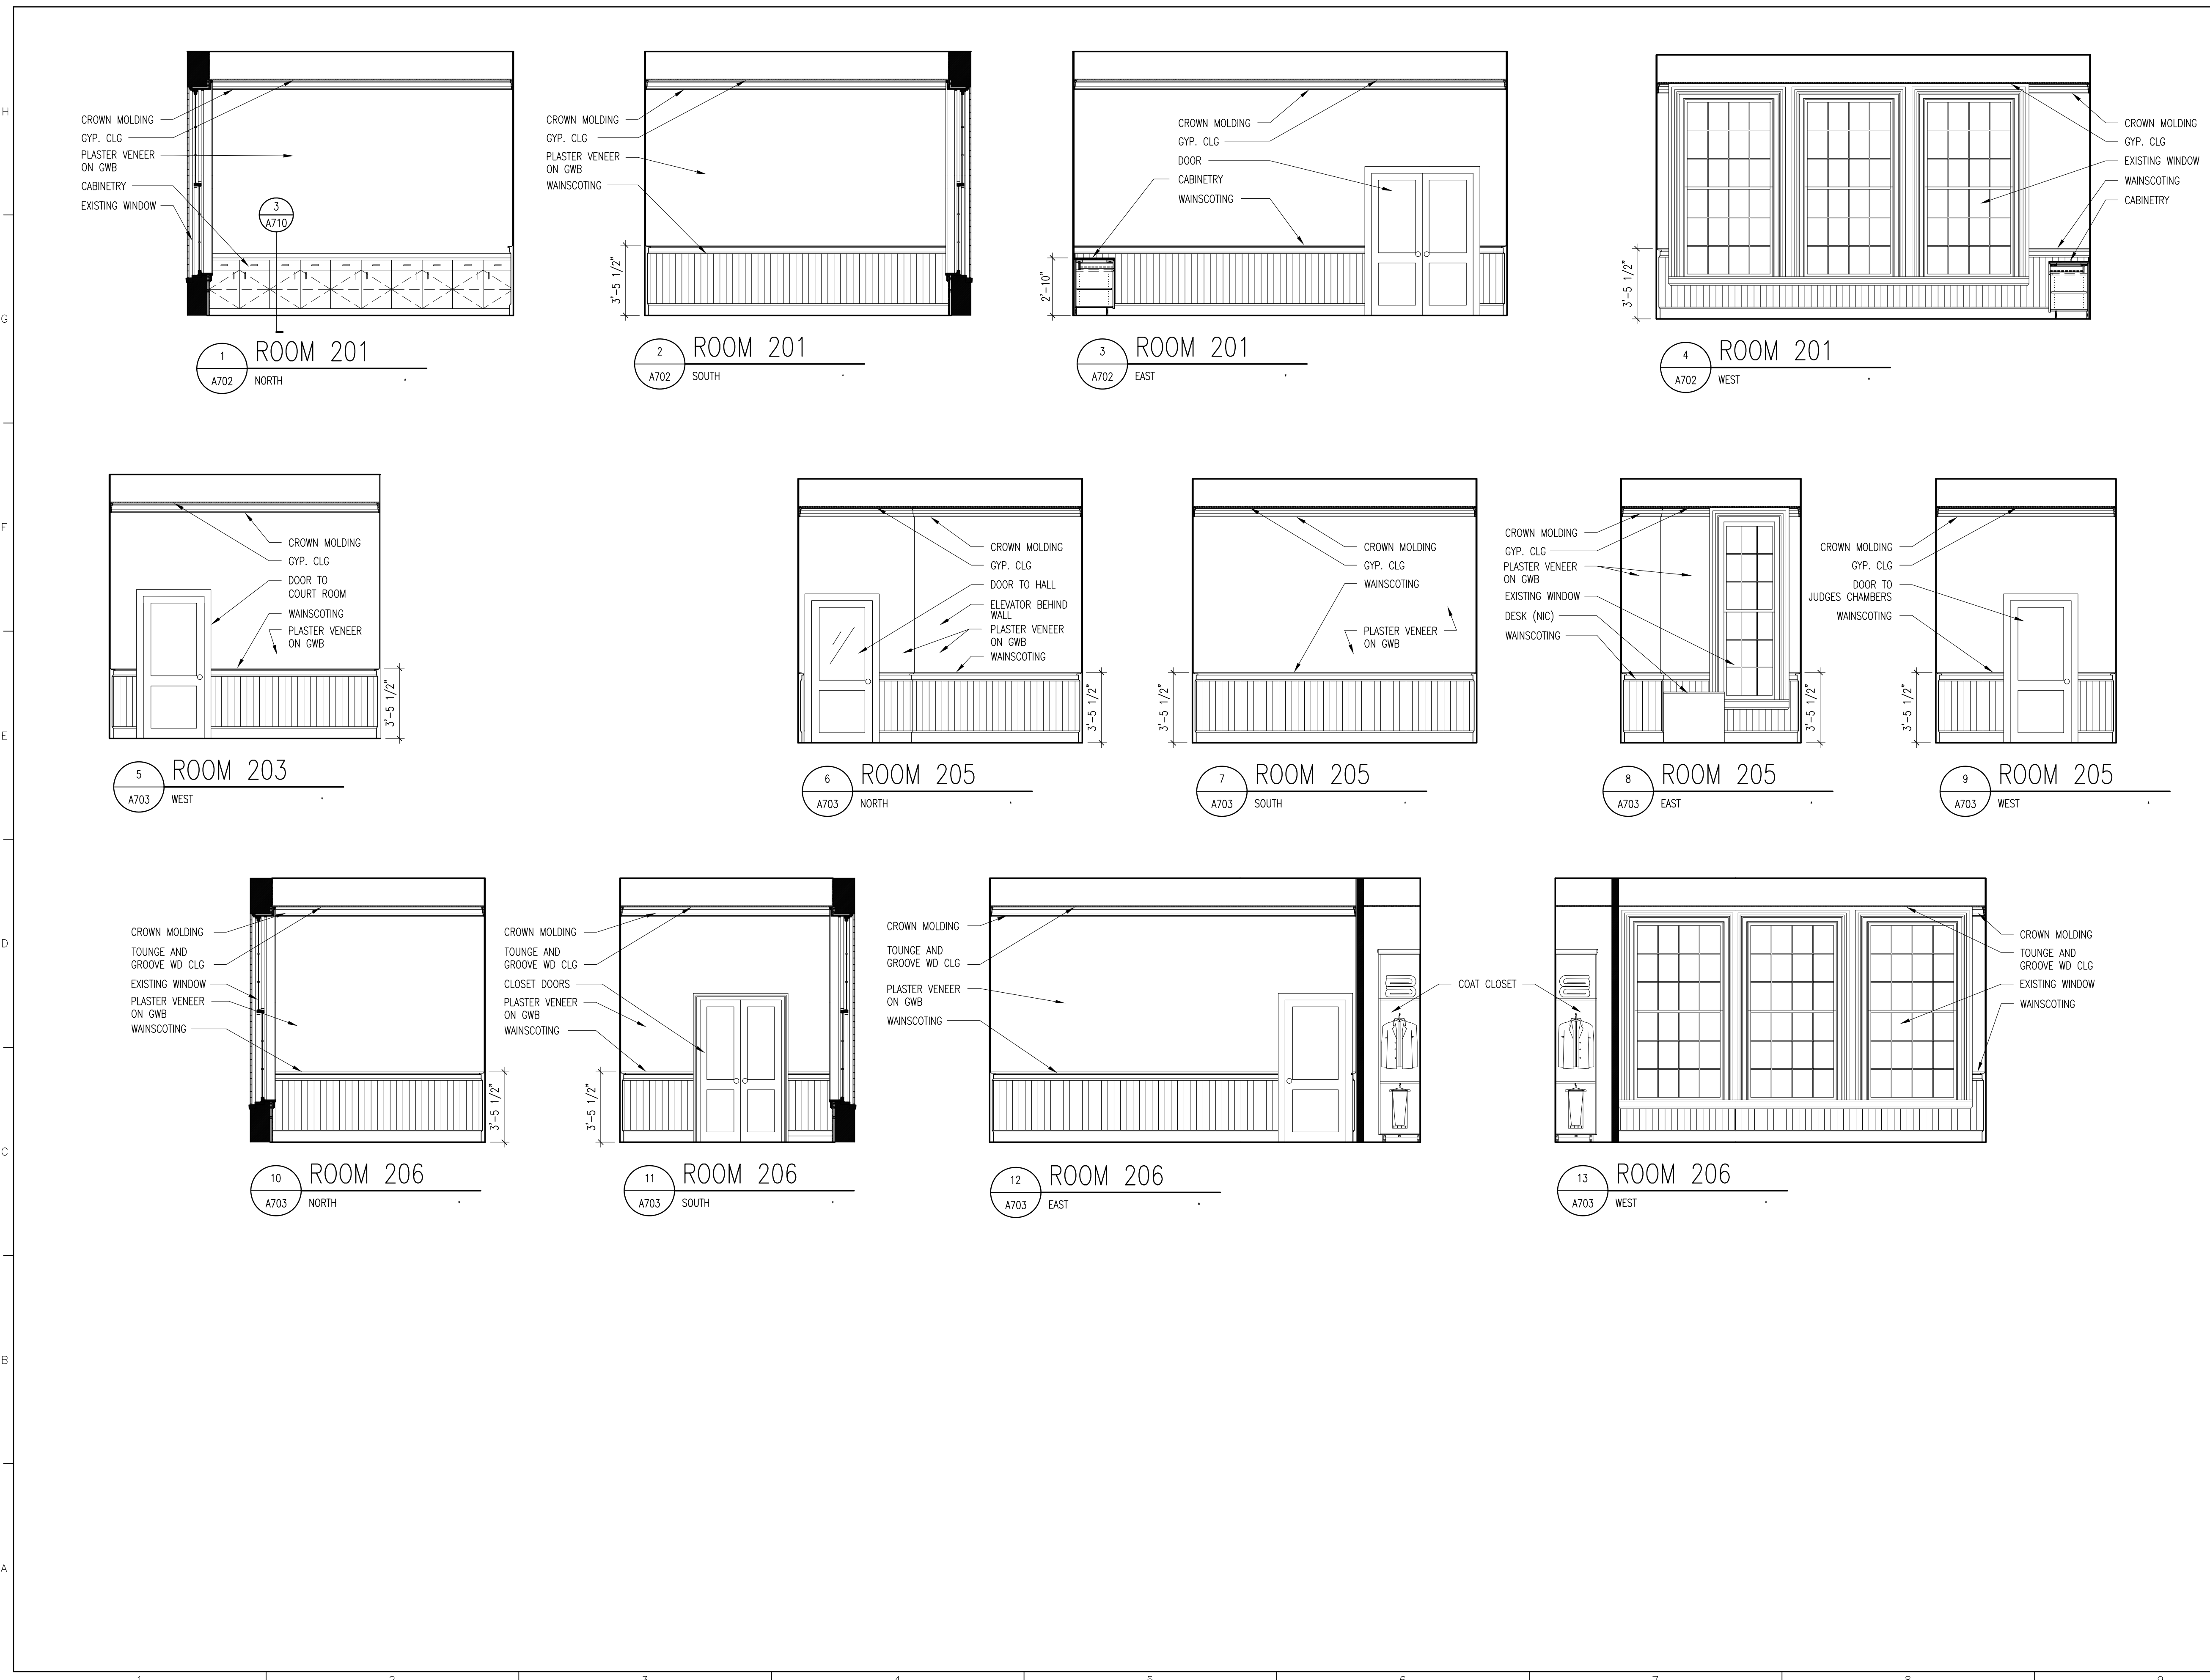 CROWN MOLDING
GYP. CLG
PLASTER VENEER
ON GWB
CABINETRY
EXISTING WINDOW
3
A710
1
A702
ROOM 201
NORTH
CROWN MOLDING
GYP. CLG
PLASTER VENEER
ON GWB
WAINSCOTING
3'-5 1/2"
2
A702
ROOM 201
SOUTH
CROWN MOLDING
GYP. CLG
DOOR
CABINETRY
WAINSCOTING
2'-10"
3
A702
ROOM 201
EAST
CROWN MOLDING
GYP. CLG
EXISTING WINDOW
WAINSCOTING
CABINETRY
3'-5 1/2"
4
A702
ROOM 201
WEST
CROWN MOLDING
GYP. CLG
DOOR TO
COURT ROOM
WAINSCOTING
PLASTER VENEER
ON GWB
3'-5 1/2"
5
A703
ROOM 203
WEST
CROWN MOLDING
GYP. CLG
DOOR TO HALL
ELEVATOR BEHIND
WALL
PLASTER VENEER
ON GWB
WAINSCOTING
3'-5 1/2"
6
A703
ROOM 205
NORTH
CROWN MOLDING
GYP. CLG
WAINSCOTING
PLASTER VENEER
ON GWB
3'-5 1/2"
7
A703
ROOM 205
SOUTH
CROWN MOLDING
GYP. CLG
PLASTER VENEER
ON GWB
EXISTING WINDOW
DESK (NIC)
WAINSCOTING
3'-5 1/2"
8
A703
ROOM 205
EAST
CROWN MOLDING
GYP. CLG
DOOR TO
JUDGES CHAMBERS
WAINSCOTING
3'-5 1/2"
9
A703
ROOM 205
WEST
CROWN MOLDING
TOUNGE AND
GROOVE WD CLG
EXISTING WINDOW
PLASTER VENEER
ON GWB
WAINSCOTING
3'-5 1/2"
10
A703
ROOM 206
NORTH
CROWN MOLDING
TOUNGE AND
GROOVE WD CLG
CLOSET DOORS
PLASTER VENEER
ON GWB
WAINSCOTING
3'-5 1/2"
11
A703
ROOM 206
SOUTH
CROWN MOLDING
TOUNGE AND
GROOVE WD CLG
PLASTER VENEER
ON GWB
WAINSCOTING
COAT CLOSET
12
A703
ROOM 206
EAST
CROWN MOLDING
TOUNGE AND
GROOVE WD CLG
EXISTING WINDOW
WAINSCOTING
13
A703
ROOM 206
WEST
H
G
F
E
D
C
B
A